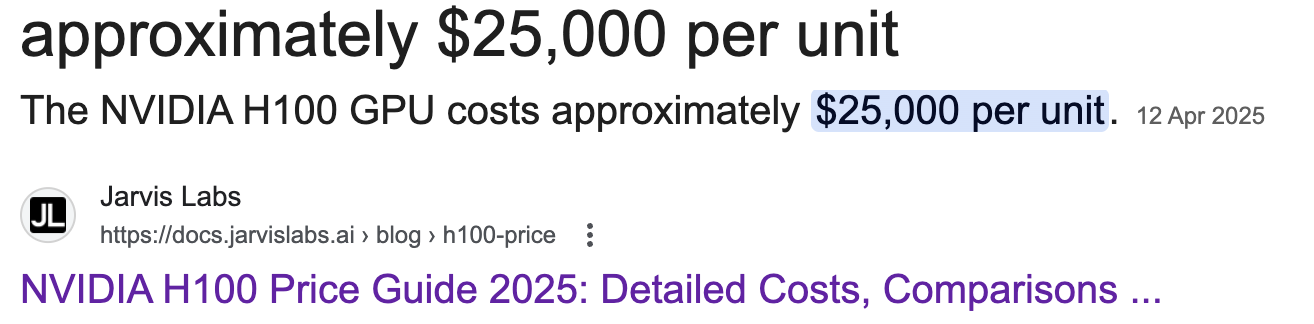 approximately $25,000 per unit
The NVIDIA H100 GPU costs approximately $25,000 per unit. 12 Apr 2025
JL
Jarvis Labs
https://docs.jarvislabs.ai › blog › h100-price
NVIDIA H100 Price Guide 2025: Detailed Costs, Comparisons ...